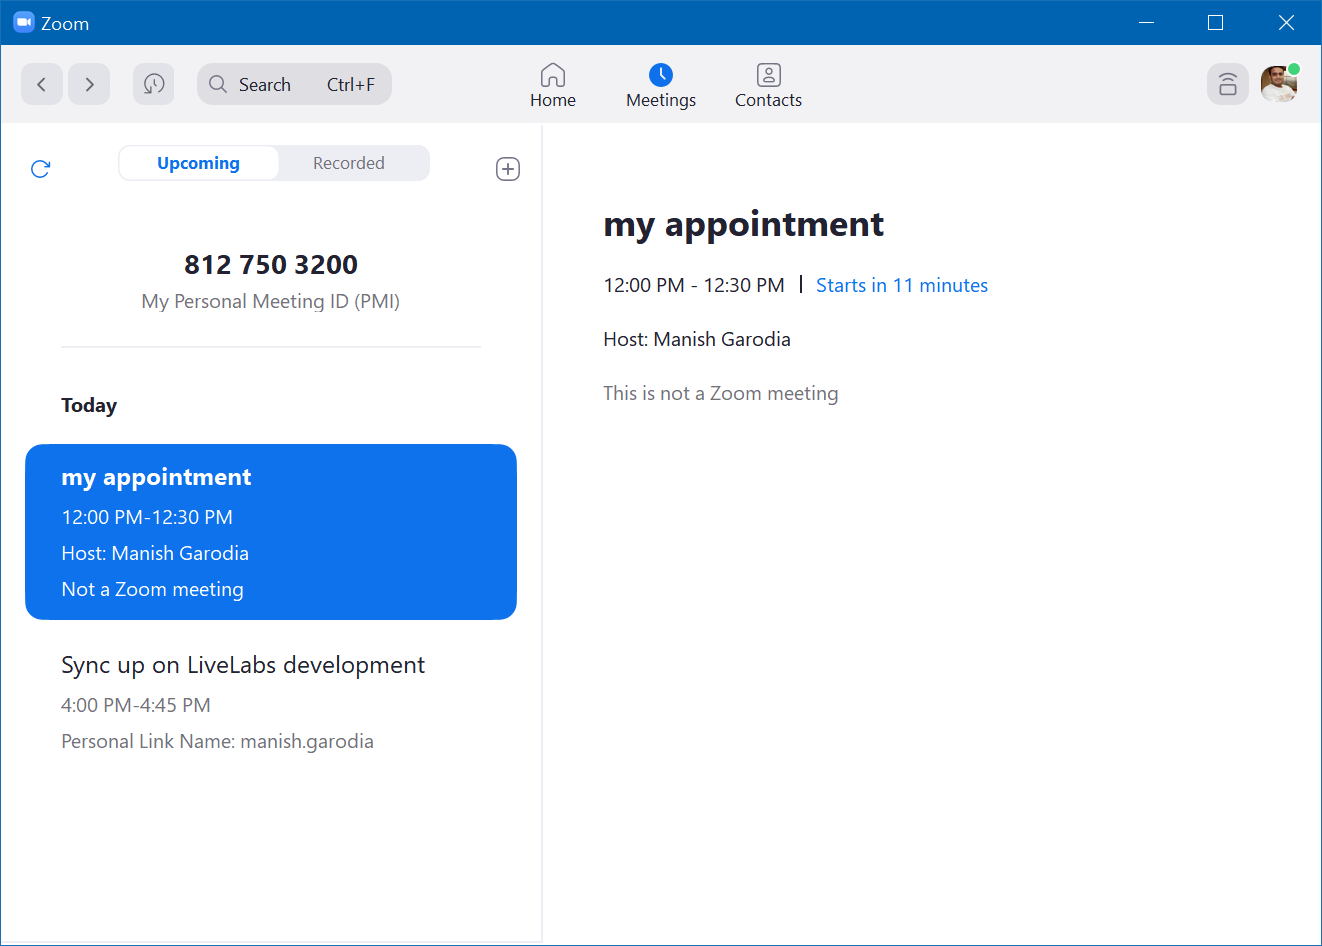 Zoom
Search Ctrl+F
Home
Meetings
Contacts
Upcoming
Recorded
812 750 3200
My Personal Meeting ID (PMI)
Today
my appointment
12:00 PM-12:30 PM
Host: Manish Garodia
Not a Zoom meeting
Sync up on LiveLabs development
4:00 PM-4:45 PM
Personal Link Name: manish.garodia
my appointment
12:00 PM - 12:30 PM | Starts in 11 minutes
Host: Manish Garodia
This is not a Zoom meeting